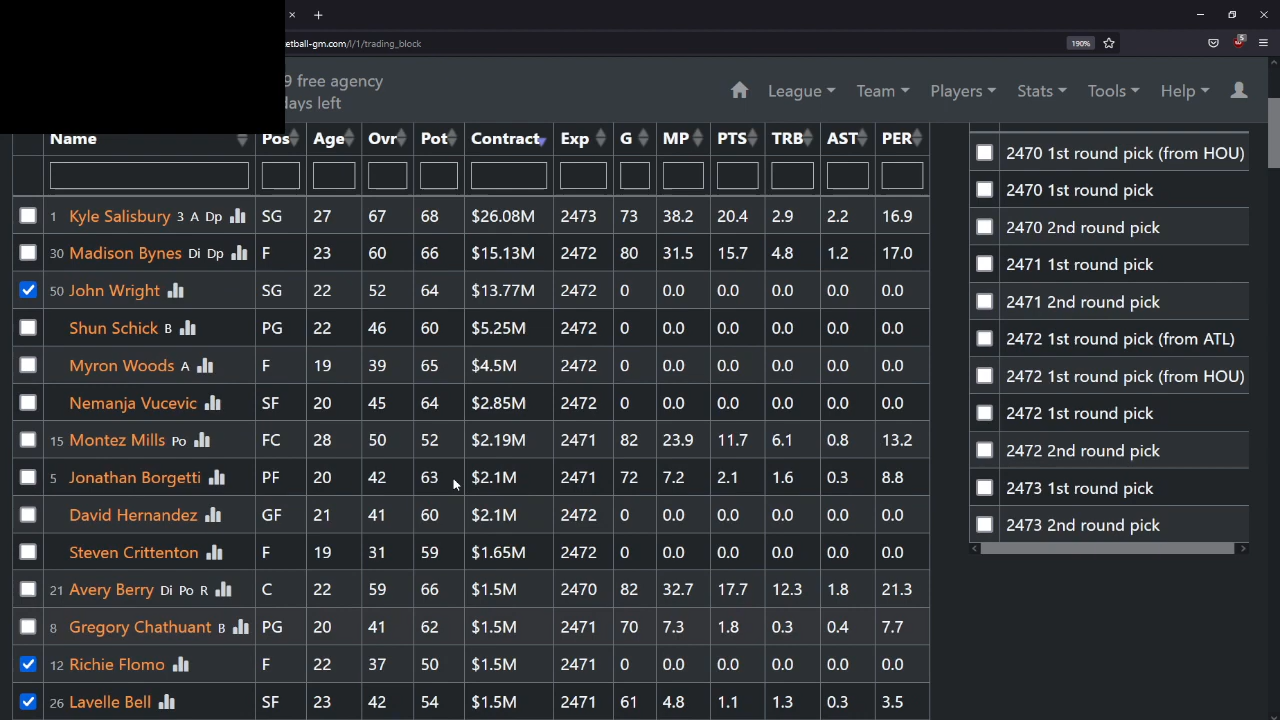 etball-gm.com/l/1/trading_block
190%
5
9 free agency
days left
League Team Players Stats Tools Help
Name Pos Age Ovr Pot Contract Exp G MP PTS TRB AST PER
1 Kyle Salisbury 3 A Dp SG 27 67 68 $26.08M 2473 73 38.2 20.4 2.9 2.2 16.9
30 Madison Bynes Di Dp F 23 60 66 $15.13M 2472 80 31.5 15.7 4.8 1.2 17.0
50 John Wright SG 22 52 64 $13.77M 2472 0 0.0 0.0 0.0 0.0 0.0
Shun Schick B PG 22 46 60 $5.25M 2472 0 0.0 0.0 0.0 0.0 0.0
Myron Woods A F 19 39 65 $4.5M 2472 0 0.0 0.0 0.0 0.0 0.0
Nemanja Vucevic SF 20 45 64 $2.85M 2472 0 0.0 0.0 0.0 0.0 0.0
15 Montez Mills Po FC 28 50 52 $2.19M 2471 82 23.9 11.7 6.1 0.8 13.2
5 Jonathan Borgetti PF 20 42 63 $2.1M 2471 72 7.2 2.1 1.6 0.3 8.8
David Hernandez GF 21 41 60 $2.1M 2472 0 0.0 0.0 0.0 0.0 0.0
Steven Crittenton F 19 31 59 $1.65M 2472 0 0.0 0.0 0.0 0.0 0.0
21 Avery Berry Di Po R C 22 59 66 $1.5M 2470 82 32.7 17.7 12.3 1.8 21.3
8 Gregory Chathuant B PG 20 41 62 $1.5M 2471 70 7.3 1.8 0.3 0.4 7.7
12 Richie Flomo F 22 37 50 $1.5M 2471 0 0.0 0.0 0.0 0.0 0.0
26 Lavelle Bell SF 23 42 54 $1.5M 2471 61 4.8 1.1 1.3 0.3 3.5
2470 1st round pick (from HOU)
2470 1st round pick
2470 2nd round pick
2471 1st round pick
2471 2nd round pick
2472 1st round pick (from ATL)
2472 1st round pick (from HOU)
2472 1st round pick
2472 2nd round pick
2473 1st round pick
2473 2nd round pick